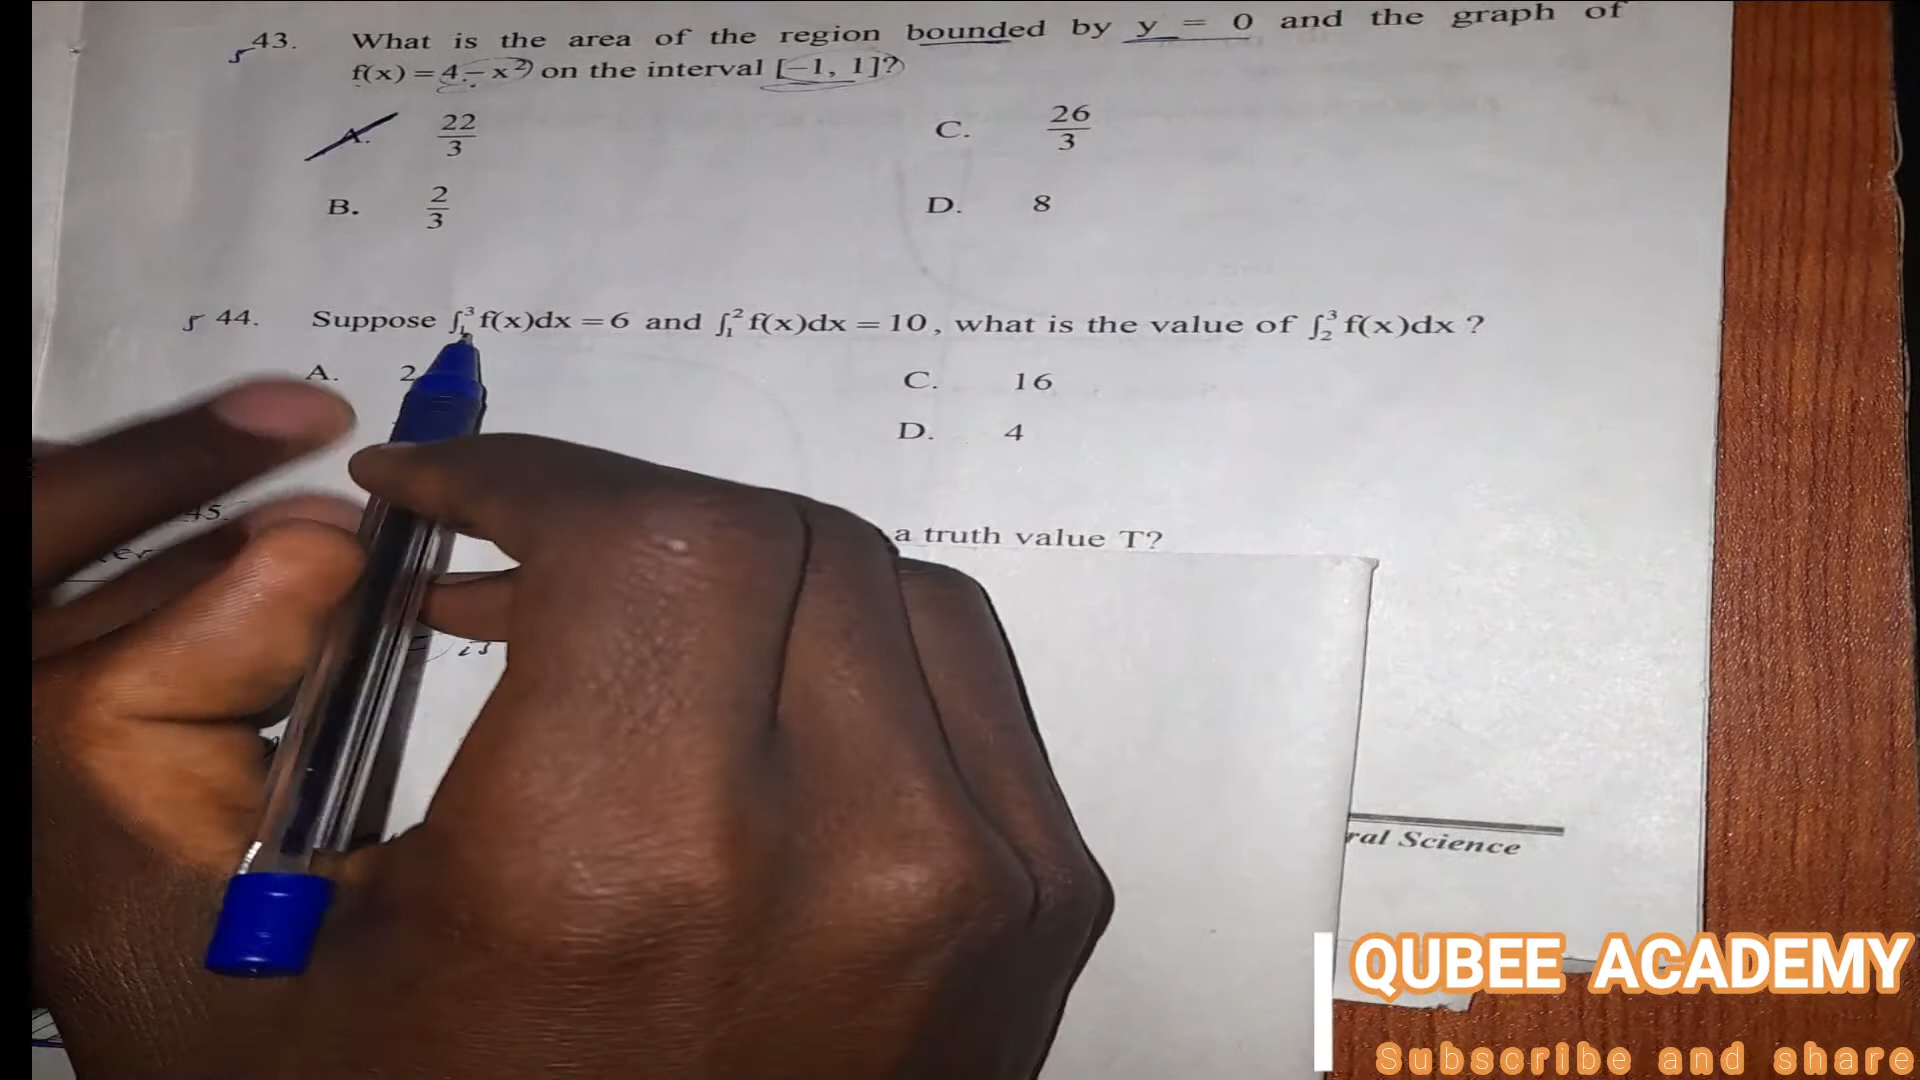 43. What is the area of the region bounded by y = 0 and the graph of
f(x) = 4 - x² on the interval [-1, 1]?
A. 22/3
C. 26/3
B. 2/3
D. 8
44. Suppose ∫₁³ f(x)dx = 6 and ∫₁² f(x)dx = 10, what is the value of ∫₂³ f(x)dx ?
A. 2
C. 16
D. 4
45.
a truth value T?
is
ral Science
QUBEE ACADEMY
Subscribe and share